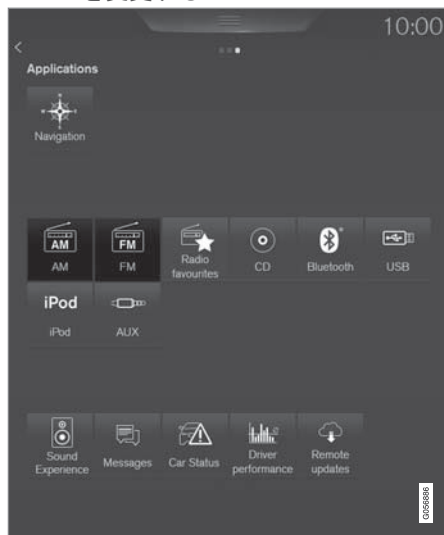 10:00
Applications
Navigation
AM FM
AM FM Radio favourites CD Bluetooth USB
iPod
iPod AUX
Sound Experience Messages Car Status Driver performance Remote updates
G056886